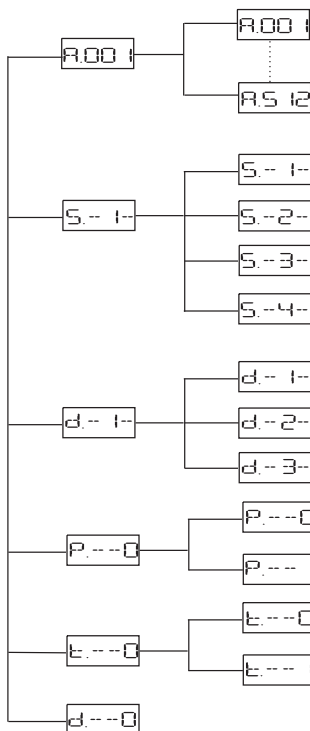 A.001
A.001
A.512
S.-- 1--
S.-- 1--
S.--2--
S.--3--
S.--4--
d.-- 1--
d.-- 1--
d.--2--
d.--3--
P.---0
P.---0
P.---
t.---0
t.---0
t.---
d.---0